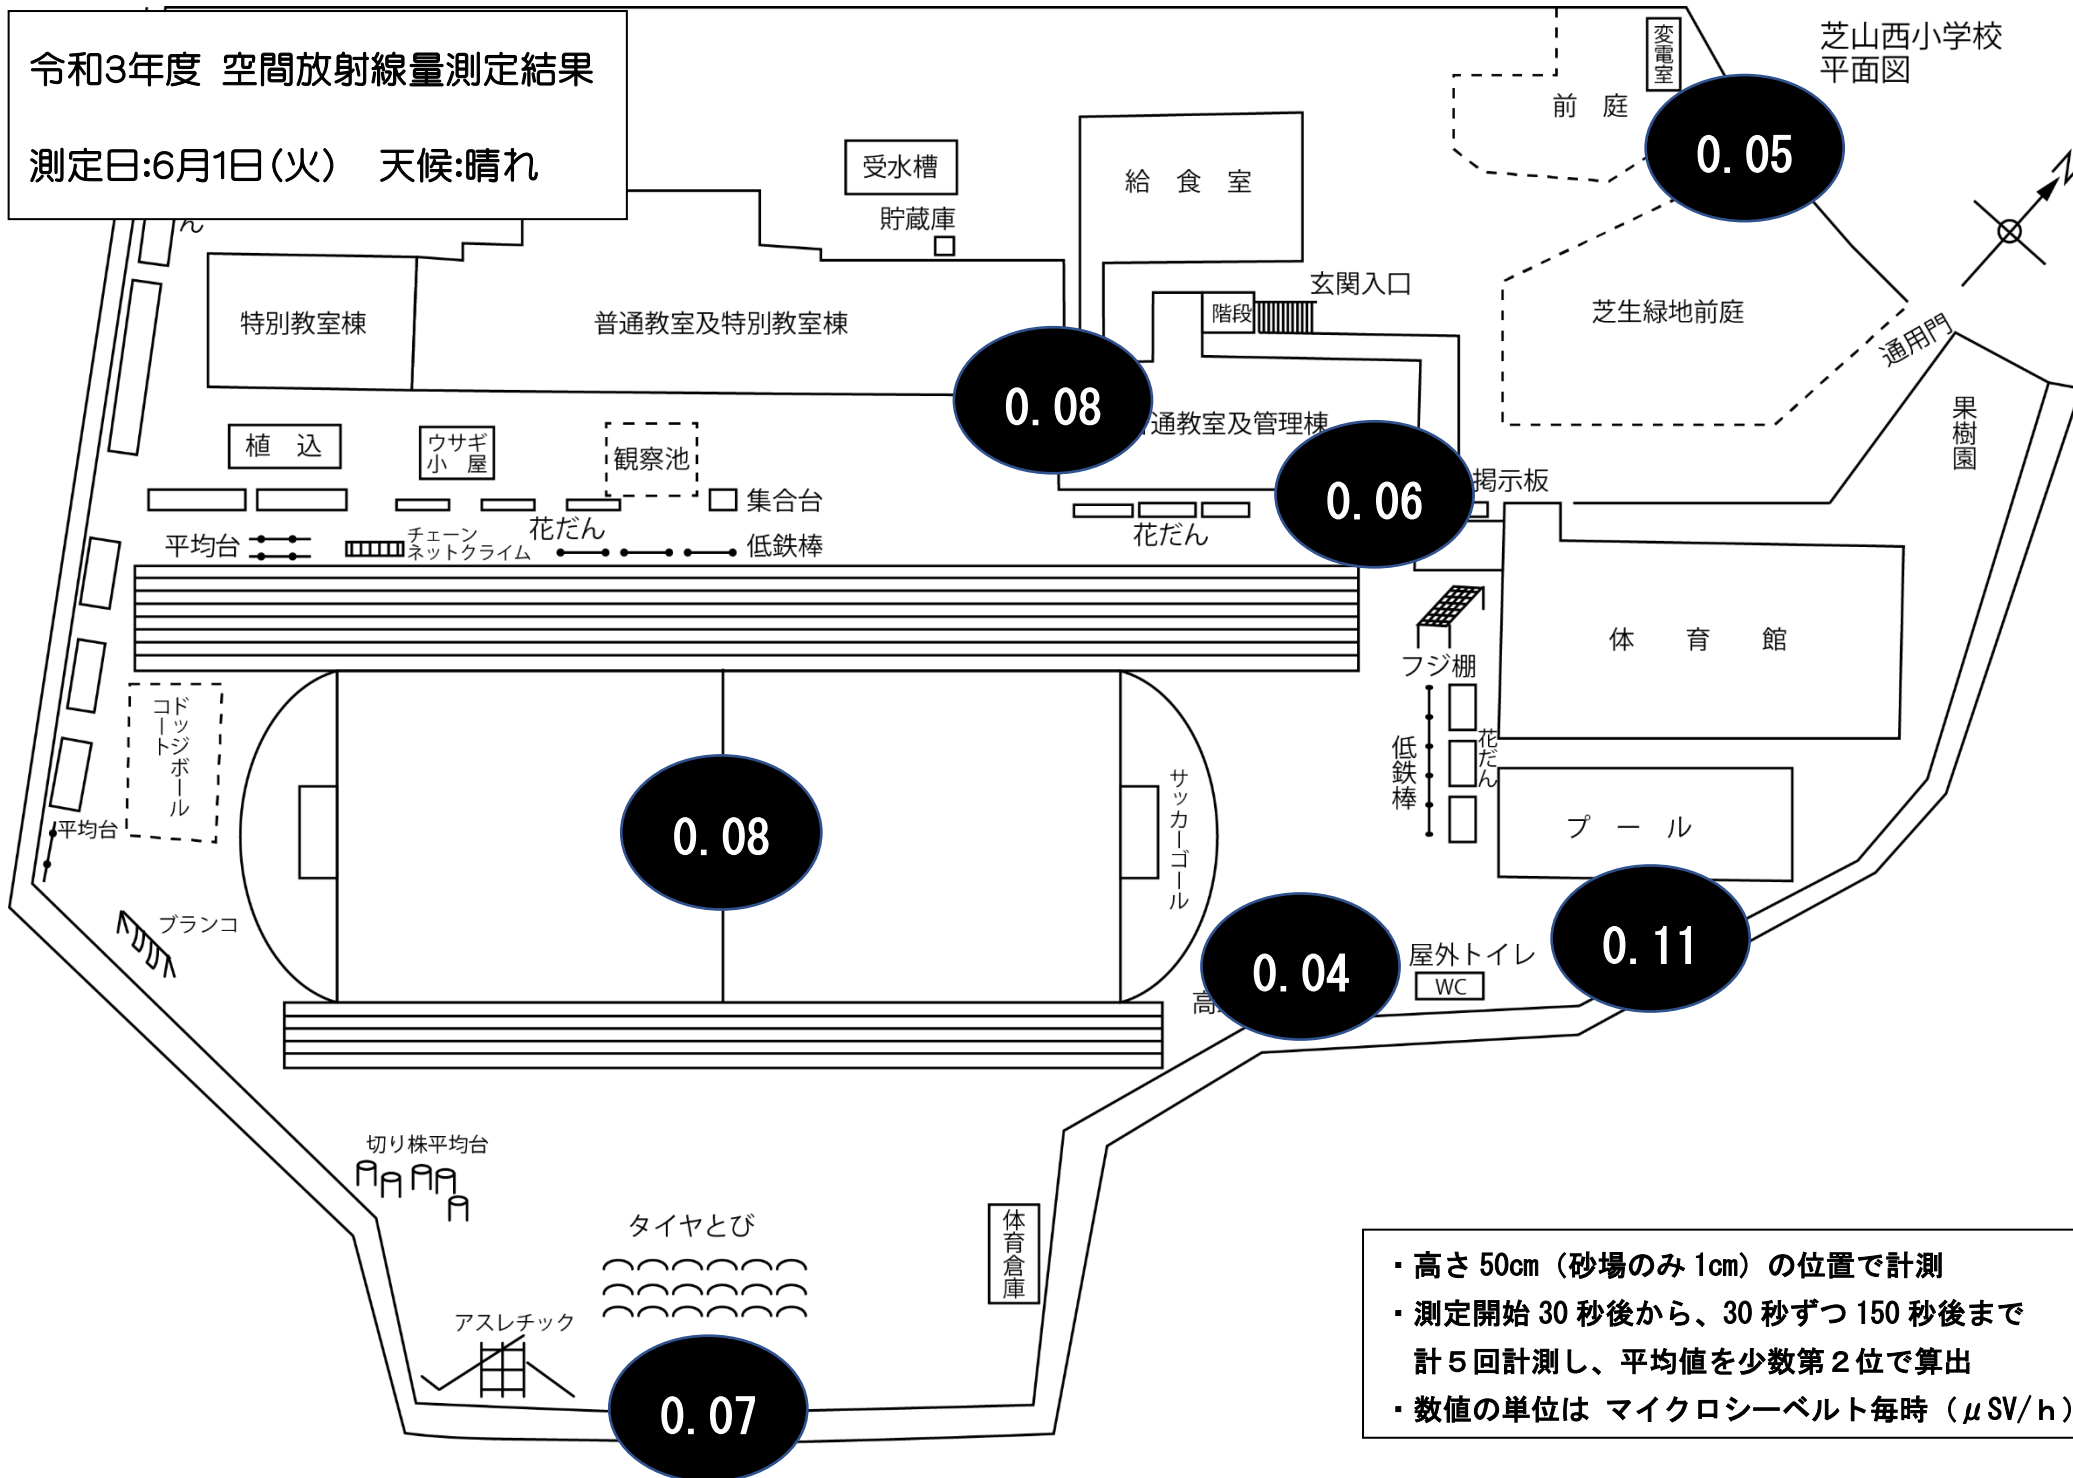 令和3年度 空間放射線量測定結果
測定日:6月1日(火) 天候:晴れ
芝山西小学校
平面図
変電室
前 庭
0.05
受水槽
貯蔵庫
給 食 室
玄関入口
階段
芝生緑地前庭
通用門
果樹園
ん
特別教室棟
普通教室及特別教室棟
0.08
通教室及管理棟
0.06
掲示板
植 込
ウサギ
小 屋
観察池
集合台
花だん
平均台
チェーン
ネットクライム
花だん
低鉄棒
体 育 館
フジ棚
低鉄棒
花だん
プ ー ル
ドッジボール
コート
平均台
ブランコ
0.08
サッカーゴール
0.04
高
屋外トイレ
WC
0.11
切り株平均台
タイヤとび
体育倉庫
アスレチック
0.07
・高さ 50cm（砂場のみ 1cm）の位置で計測
・測定開始 30 秒後から、30 秒ずつ 150 秒後まで
計５回計測し、平均値を少数第２位で算出
・数値の単位は マイクロシーベルト毎時（μSV/h）